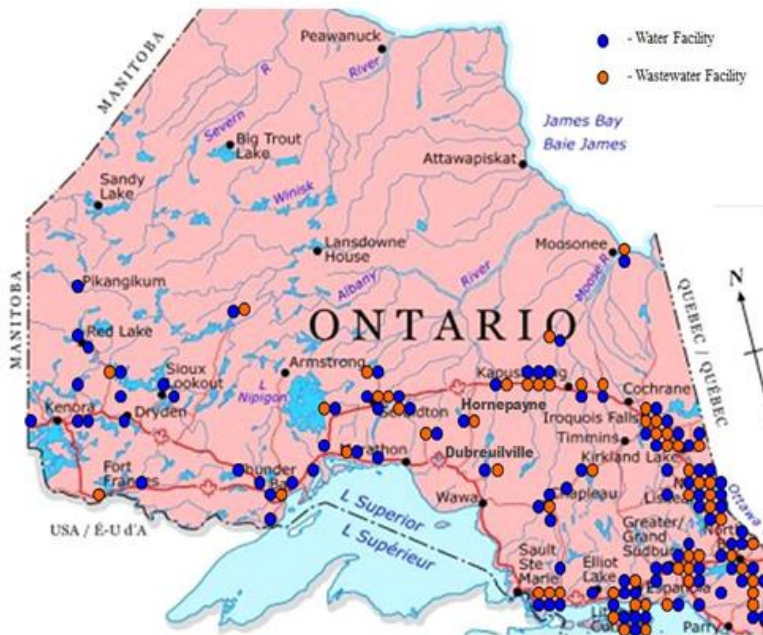 - Water Facility
- Wastewater Facility
MANITOBA
Peawanuck
River
R
Severn
Big Trout
Lake
James Bay
Baie James
Attawapiskat
Sandy
Lake
Winisk
Lansdowne
House
Moosonee
Albany
River
Moose R
Pikangikum
MANITOBA
QUEBEC / QUÉBEC
N
ONTARIO
Red Lake
Armstrong
Sioux
Lookout
L
Nipigon
Cochrane
Kenora
Dryden
Hornepayne
Iroquois Falls
Timmins
Kirkland Lake
Marathon
Dubreuilville
Fort
Frances
Wawa
Chapleau
Ottawa
USA / É-U d'A
L Superior
L Supérieur
Greater/
Grand
Sudbury
North
Sault
Ste
Marie
Elliot
Lake
Espanola
Parry